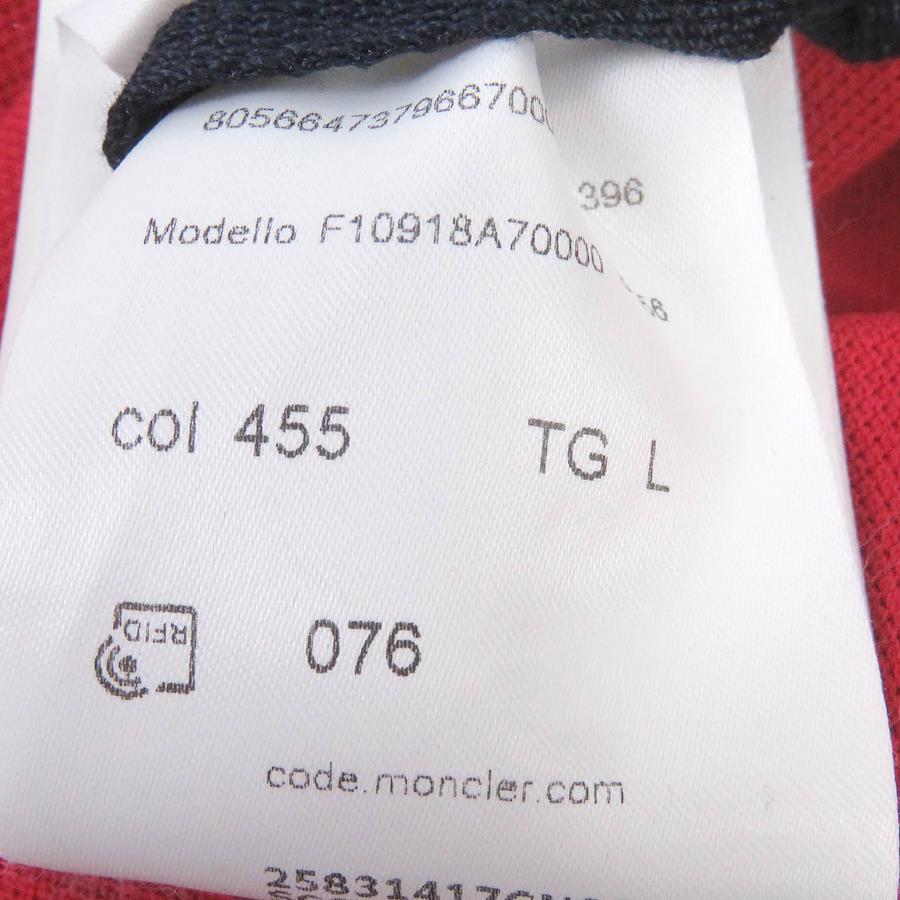 8056647379667000
396
Modello F10918A70000
col 455 TG L
RFID
076
code.moncler.com